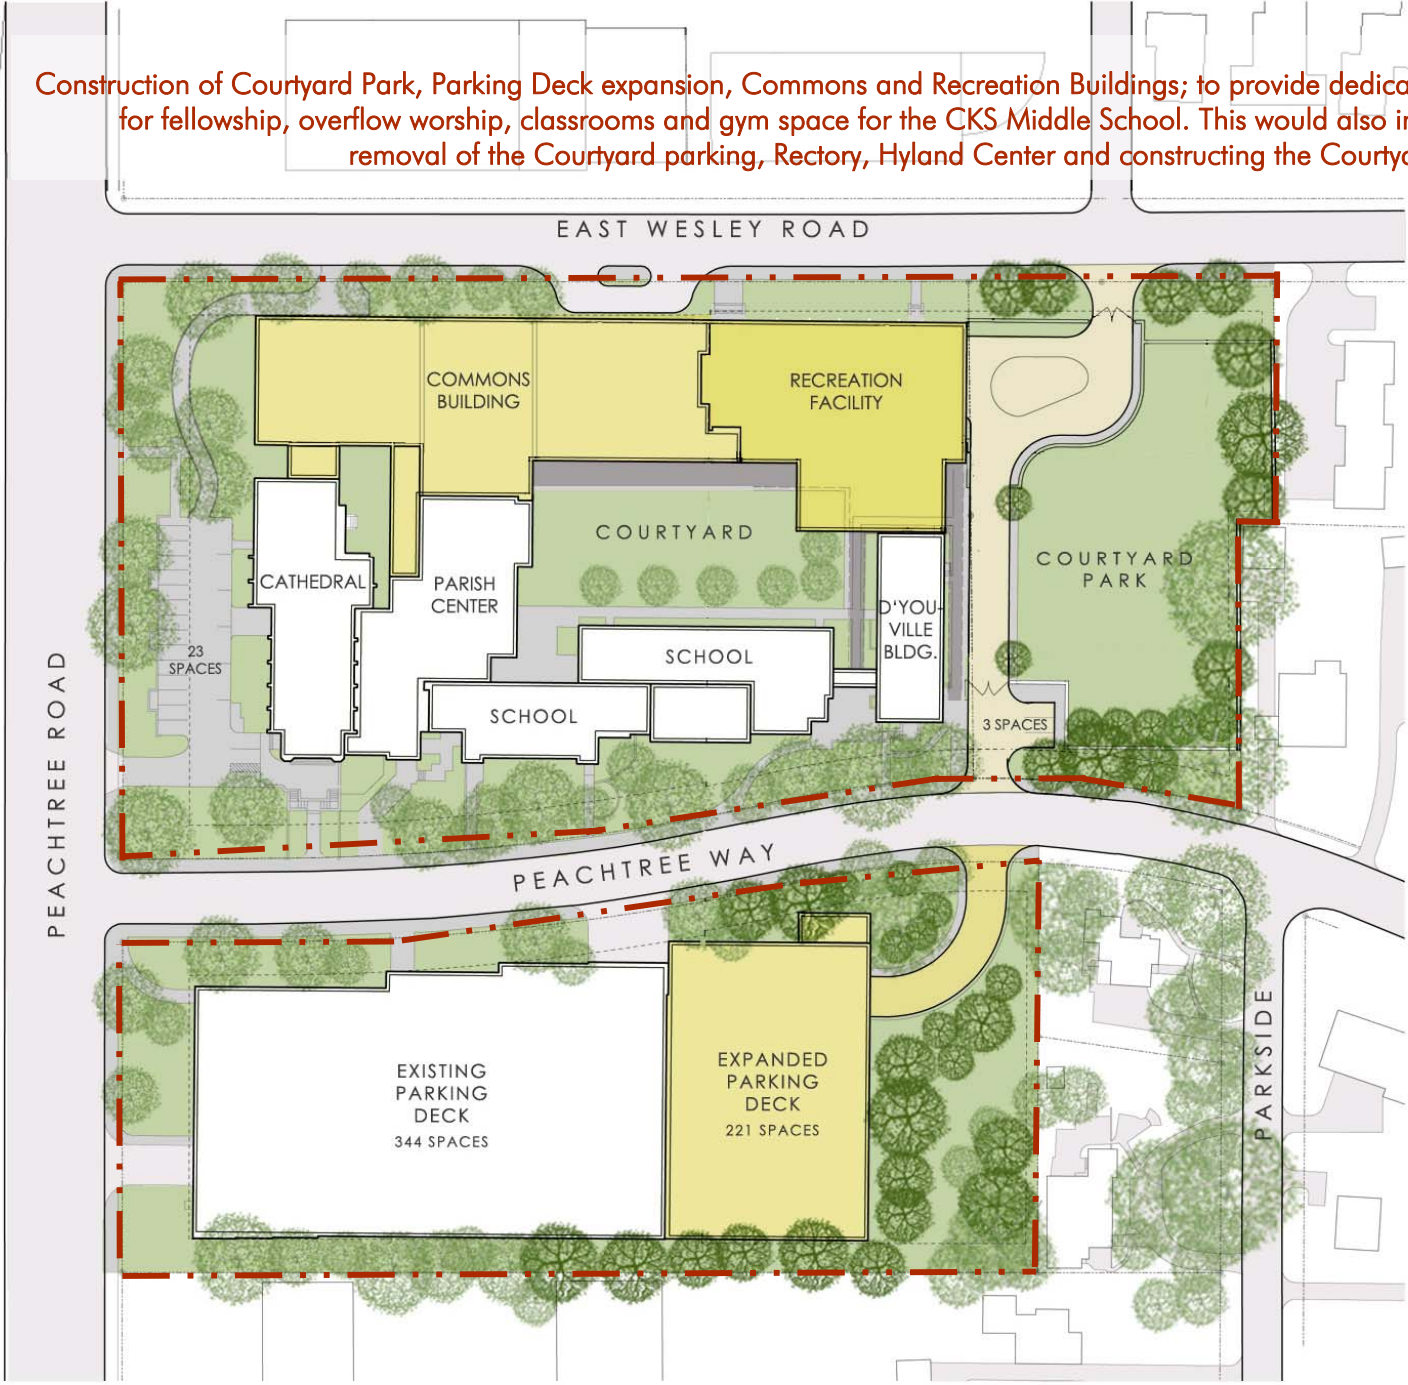 Construction of Courtyard Park, Parking Deck expansion, Commons and Recreation Buildings; to provide
for fellowship, overflow worship, classrooms and gym space for the CKS Middle School. This would also
removal of the Courtyard parking, Rectory, Hyland Center and constructing the
EAST WESLEY ROAD
COMMONS
BUILDING
RECREATION
FACILITY
COURTYARD
COURTYARD
PARK
CATHEDRAL
PARISH
CENTER
D'YOU-
VILLE
BLDG.
23
SPACES
SCHOOL
SCHOOL
3 SPACES
PEACHTREE ROAD
PEACHTREE WAY
EXISTING
PARKING
DECK
344 SPACES
EXPANDED
PARKING
DECK
221 SPACES
PARKSIDE